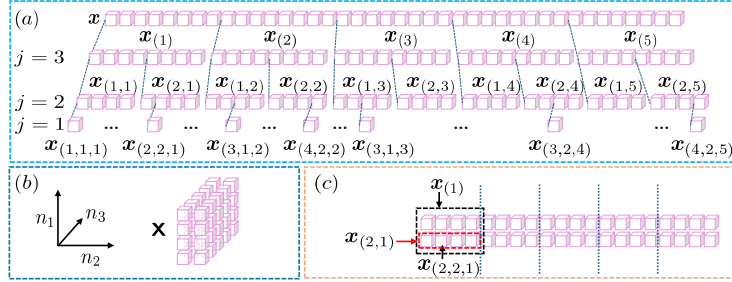 (a) x
x(1) x(2) x(3) x(4) x(5)
j = 3
x(1,1) x(2,1) x(1,2) x(2,2) x(1,3) x(2,3) x(1,4) x(2,4) x(1,5) x(2,5)
j = 2
j = 1 ... ... ... ... ... ...
x(1,1,1) x(2,2,1) x(3,1,2) x(4,2,2) x(3,1,3) x(3,2,4) x(4,2,5)
(b)
n1 n3 X
n2
(c) x(1)
x(2,1)
x(2,2,1)